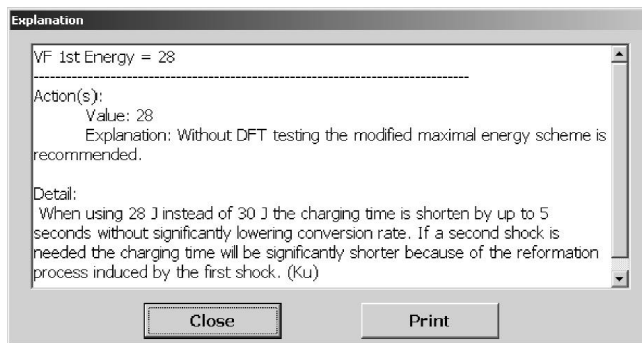 Explanation
VF 1st Energy = 28
--------------------------------------------------------------------------------
Action(s):
Value: 28
Explanation: Without DFT testing the modified maximal energy scheme is
recommended.
Detail:
When using 28 J instead of 30 J the charging time is shorten by up to 5
seconds without significantly lowering conversion rate. If a second shock is
needed the charging time will be significantly shorter because of the reformation
process induced by the first shock. (Ku)
Close
Print